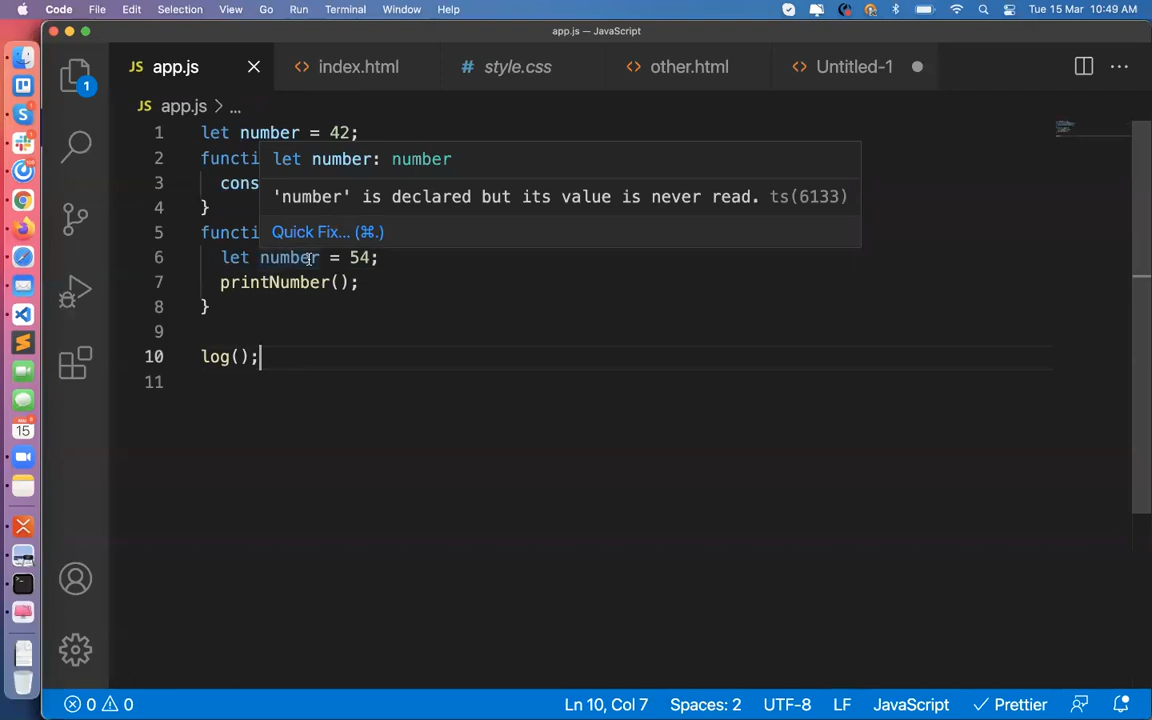 Code File Edit Selection View Go Run Terminal Window Help Tue 15 Mar 10:49 AM
app.js — JavaScript
JS app.js index.html # style.css other.html Untitled-1
JS app.js > ...
1 let number = 42;
2 functi
let number: number
3 cons
'number' is declared but its value is never read. ts(6133)
4 }
5 functi
Quick Fix... (⌘.)
6 let number = 54;
7 printNumber();
8 }
9
10 log();
11
1
MAR
15
0 0 Ln 10, Col 7 Spaces: 2 UTF-8 LF JavaScript Prettier